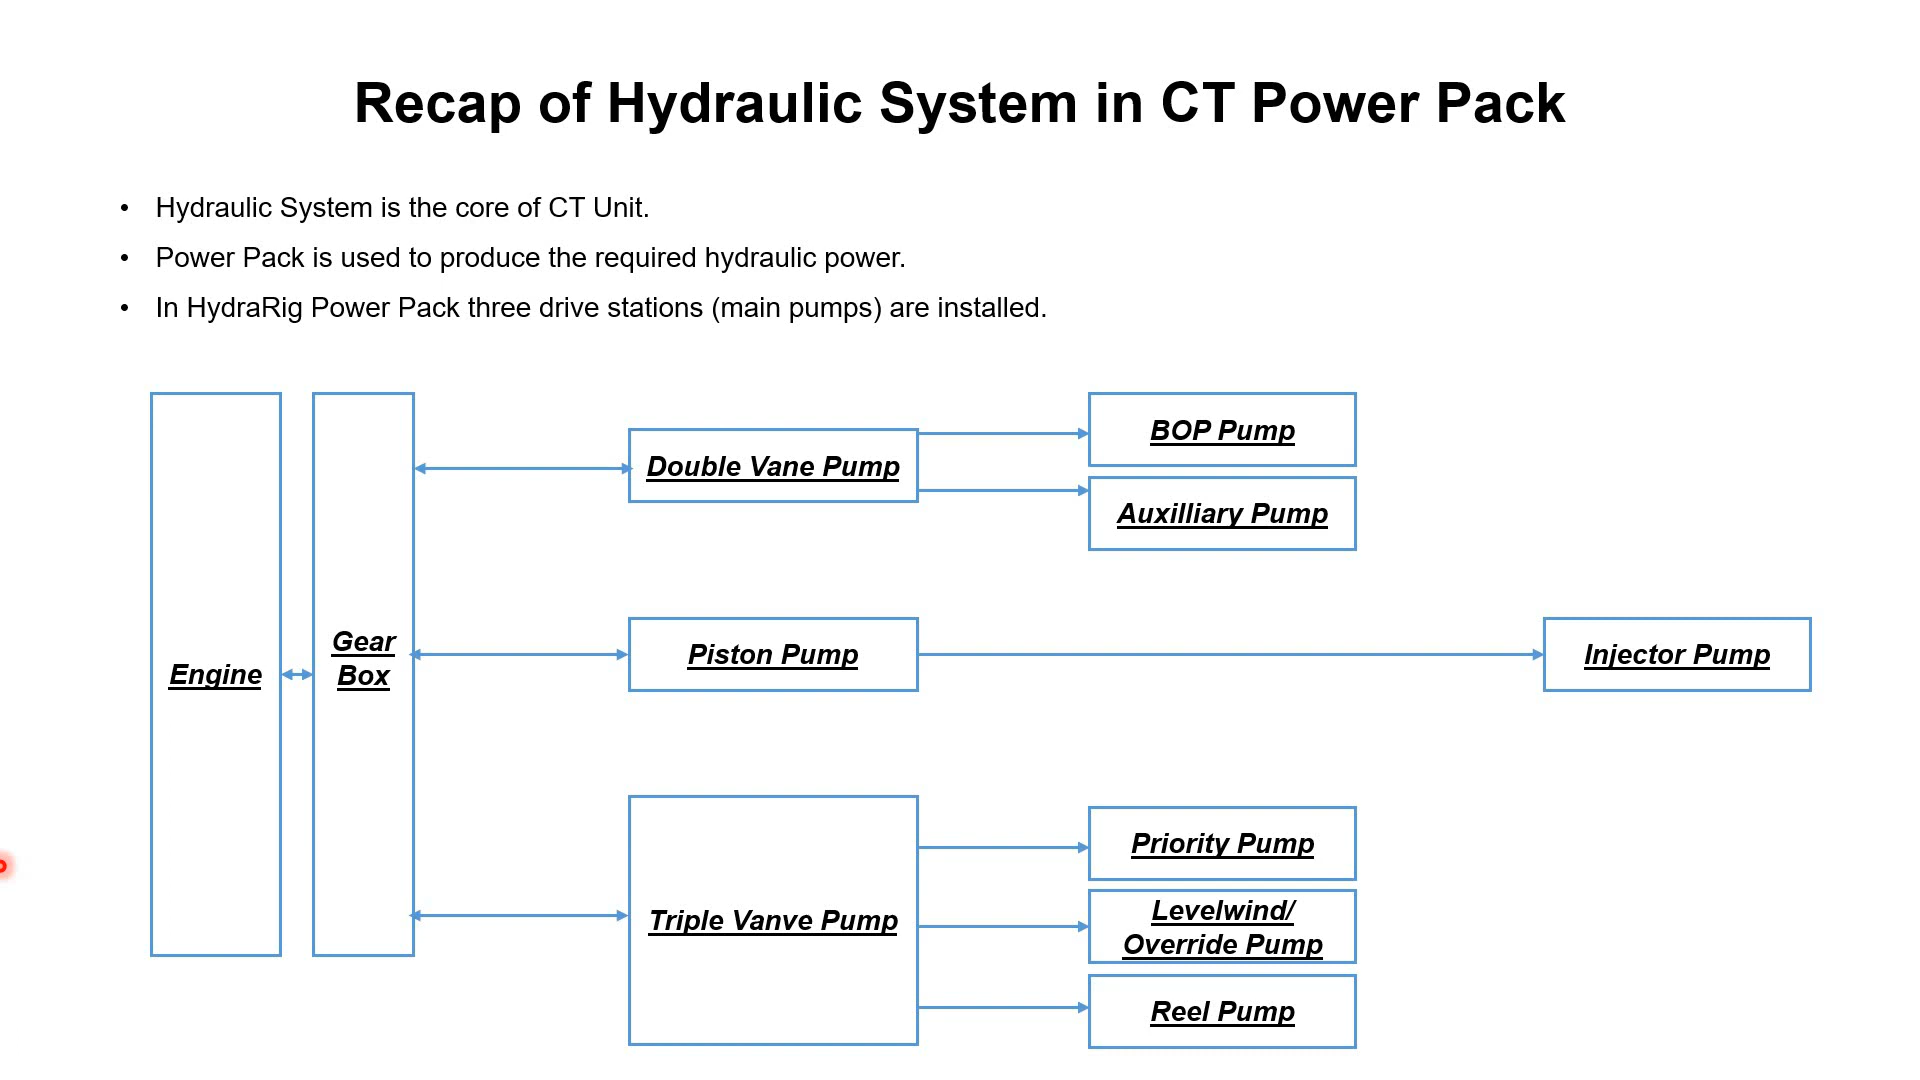 Recap of Hydraulic System in CT Power Pack
• Hydraulic System is the core of CT Unit.
• Power Pack is used to produce the required hydraulic power.
• In HydraRig Power Pack three drive stations (main pumps) are installed.
Engine
Gear
Box
Double Vane Pump
BOP Pump
Auxilliary Pump
Piston Pump
Injector Pump
Triple Vanve Pump
Priority Pump
Levelwind/
Override Pump
Reel Pump